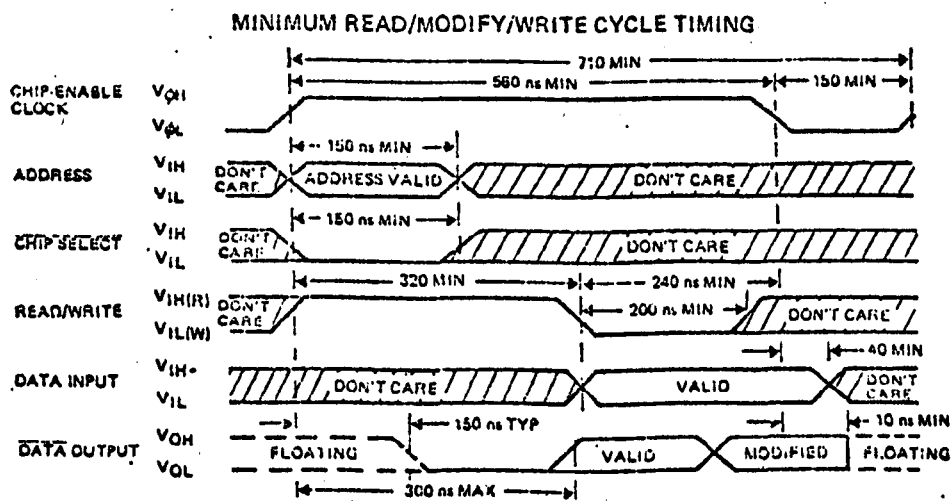 MINIMUM READ/MODIFY/WRITE CYCLE TIMING
710 MIN
560 ns MIN
150 MIN
CHIP-ENABLE
CLOCK
VΦH
VΦL
150 ns MIN
ADDRESS
VIH
VIL
DON'T
CARE
ADDRESS VALID
DON'T CARE
150 ns MIN
CHIP SELECT
VIH
VIL
DON'T
CARE
DON'T CARE
320 MIN
240 ns MIN
READ/WRITE
VIH(R)
VIL(W)
DON'T
CARE
200 ns MIN
DON'T CARE
40 MIN
DATA INPUT
VIH
VIL
DON'T CARE
VALID
DON'T
CARE
150 ns TYP
10 ns MIN
DATA OUTPUT
VOH
VOL
FLOATING
VALID
MODIFIED
FLOATING
300 ns MAX